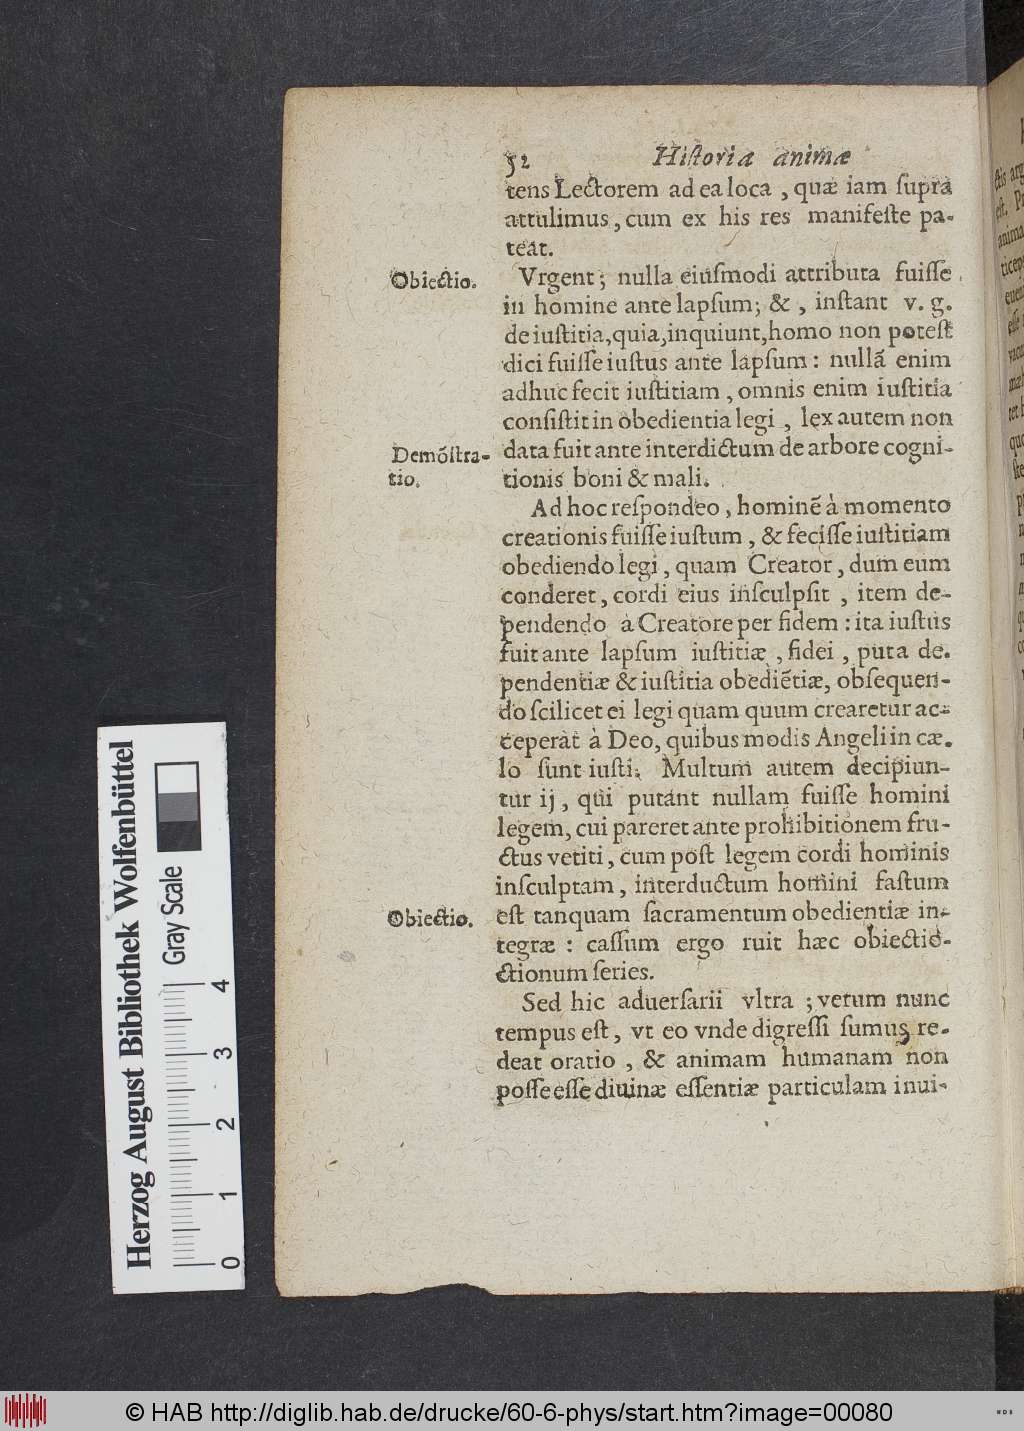 52 Hiſtoria animæ
tens Lectorem ad ea loca, quæ iam ſupra
attulimus, cum ex his res manifeſte pa-
teat.
Obiectio.
Vrgent; nulla eiuſmodi attributa fuiſſe
in homine ante lapſum; &, inſtant v. g.
de iuſtitia, quia, inquiunt, homo non poteſt
dici fuiſſe iuſtus ante lapſum: nullã enim
adhuc fecit iuſtitiam, omnis enim iuſtitia
conſiſtit in obedientia legi, lex autem non
data fuit ante interdictum de arbore cogni-
tionis boni & mali.
Demõſtra-
tio.
Ad hoc reſpondeo, hominẽ à momento
creationis fuiſſe iuſtum, & feciſſe iuſtitiam
obediendo legi, quam Creator, dum eum
conderet, cordi eius inſculpſit, item de-
pendendo à Creatore per fidem: ita iuſtus
fuit ante lapſum iuſtitiæ, fidei, puta de-
pendentiæ & iuſtitia obediẽtiæ, obſequen-
do ſcilicet ei legi quam quum crearetur ac-
ceperat à Deo, quibus modis Angeli in cæ-
lo ſunt iuſti. Multum autem decipiun-
tur ij, qui putant nullam fuiſſe homini
legem, cui pareret ante prohibitionem fru-
ctus vetiti, cum poſt legem cordi hominis
inſculptam, interductum homini faſtum
eſt tanquam ſacramentum obedientiæ in-
tegræ: caſſum ergo ruit hæc obiectio-
ctionum ſeries.
Obiectio.
Sed hic aduerſarii vltra; verum nunc
tempus eſt, vt eo vnde digreſſi ſumus re-
deat oratio, & animam humanam non
poſſe eſſe diuinæ eſſentiæ particulam inui-
Herzog August Bibliothek Wolfenbüttel
Gray Scale
0 1 2 3 4
© HAB http://diglib.hab.de/drucke/60-6-phys/start.htm?image=00080